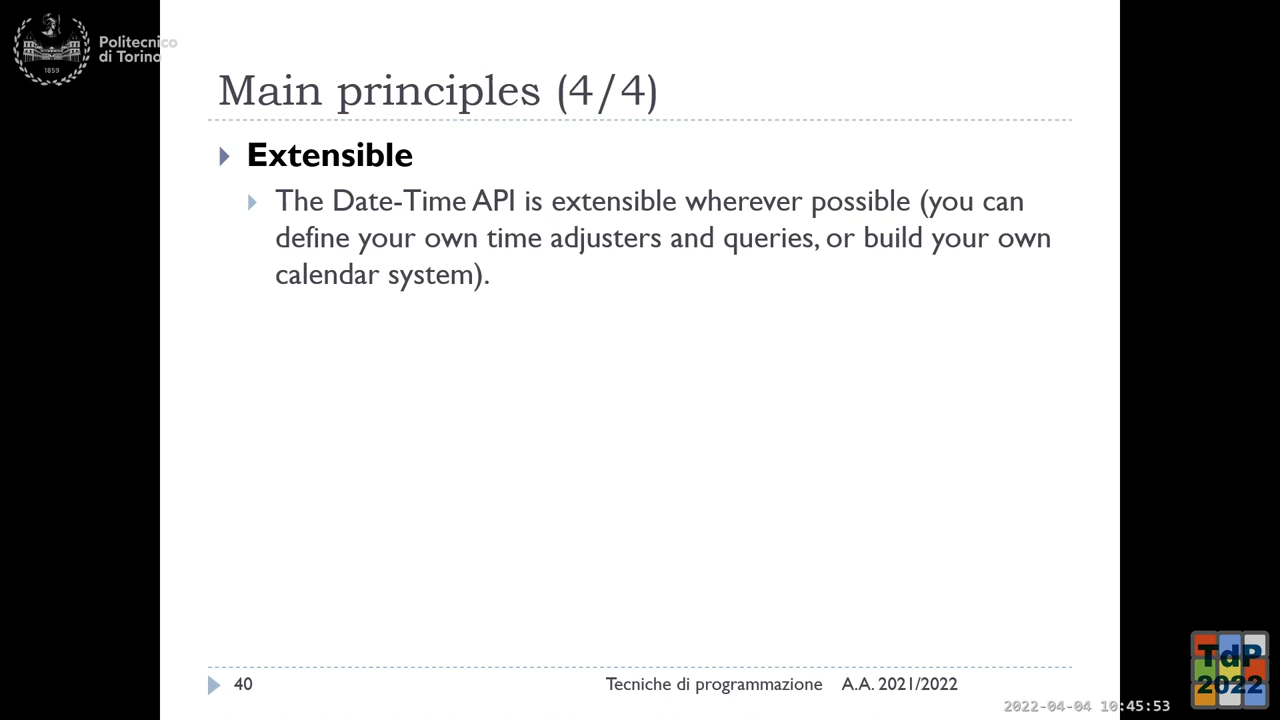 Politecnico
di Torino
1859
Main principles (4/4)
Extensible
The Date-Time API is extensible wherever possible (you can
define your own time adjusters and queries, or build your own
calendar system).
40
Tecniche di programmazione A.A. 2021/2022
2022-04-04 10:45:53
TdP
2022